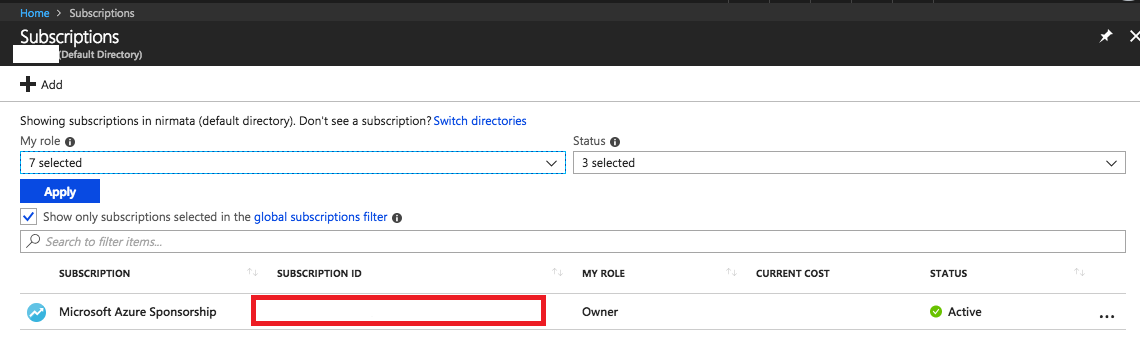 Home > Subscriptions
Subscriptions
(Default Directory)
Add
Showing subscriptions in nirmata (default directory). Don't see a subscription? Switch directories
My role Status
7 selected 3 selected
Apply
Show only subscriptions selected in the global subscriptions filter
Search to filter items...
SUBSCRIPTION SUBSCRIPTION ID MY ROLE CURRENT COST STATUS
Microsoft Azure Sponsorship Owner Active